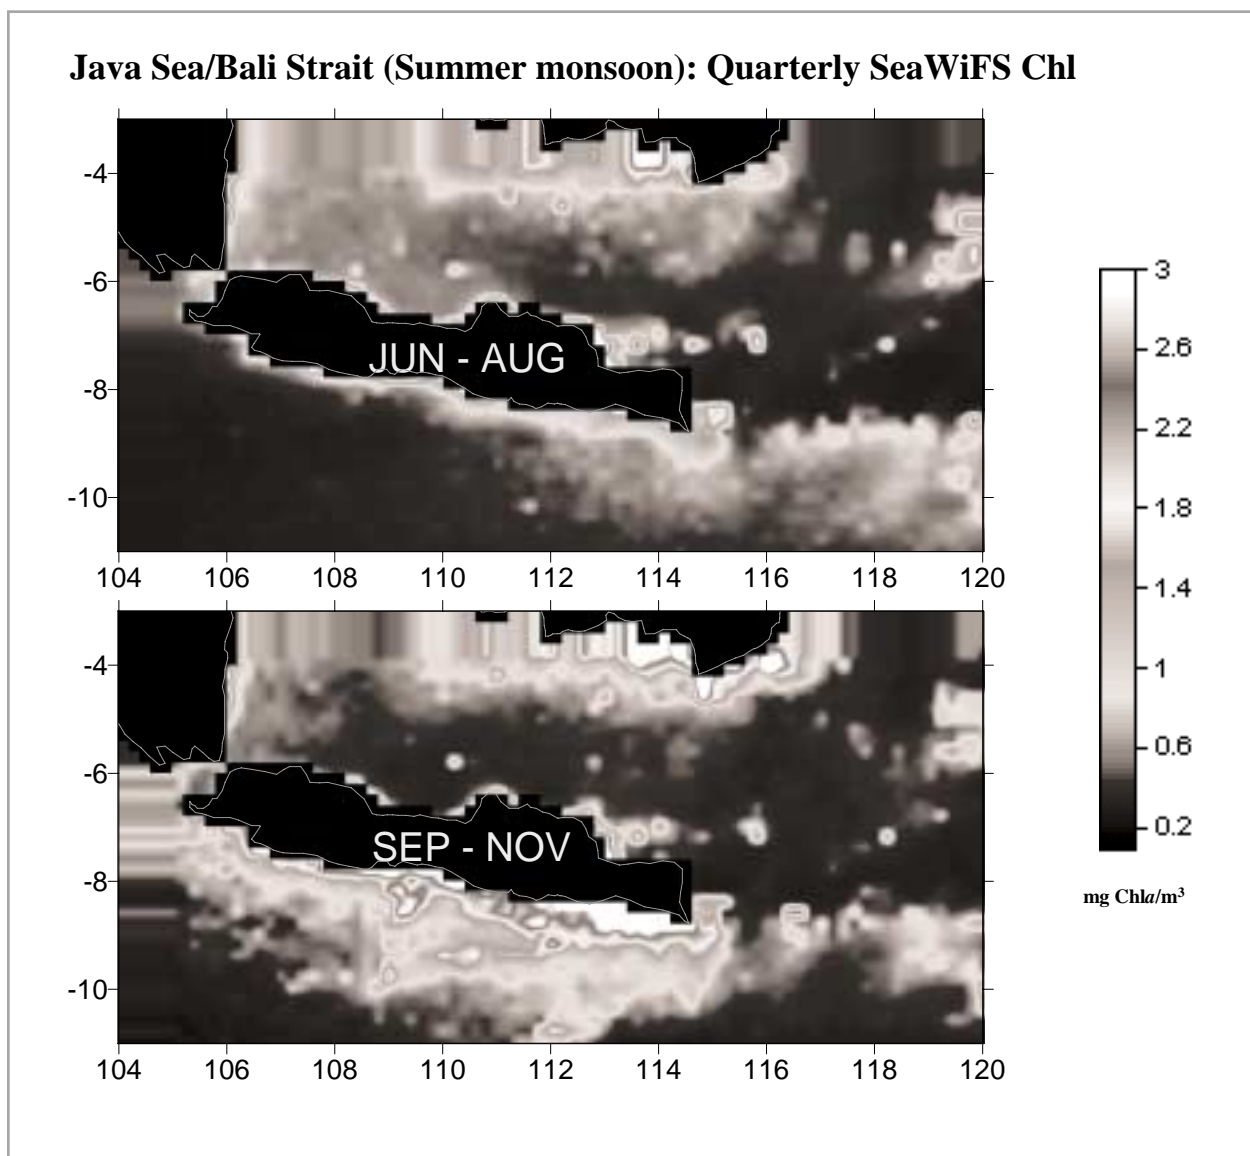 Java Sea/Bali Strait (Summer monsoon): Quarterly SeaWiFS Chl
-4
-6
-8
-10
JUN - AUG
104 106 108 110 112 114 116 118 120
-4
-6
-8
-10
SEP - NOV
104 106 108 110 112 114 116 118 120
3
2.6
2.2
1.8
1.4
1
0.6
0.2
mg Chla/m³